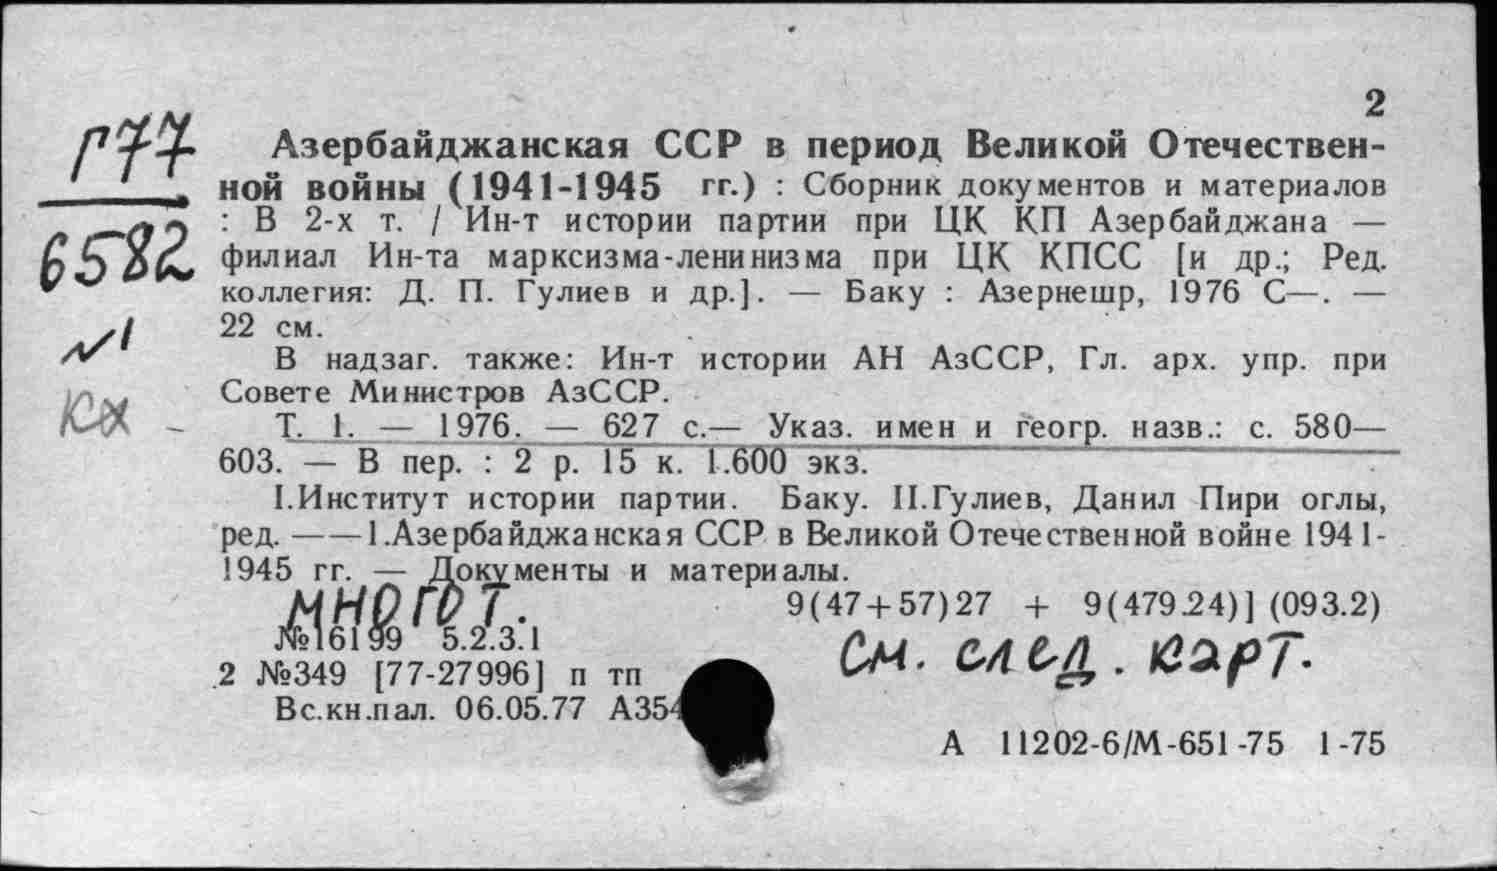 2
Г77
6582
Азербайджанская ССР в период Великой Отечествен-
ной войны (1941-1945 гг.) : Сборник документов и материалов
: В 2-х т. / Ин-т истории партии при ЦК КП Азербайджана —
филиал Ин-та марксизма-ленинизма при ЦК КПСС [и др.; Ред.
коллегия: Д. П. Гулиев и др.]. — Баку : Азернешр, 1976 С—. —
22 см.
В надзаг. также: Ин-т истории АН АзССР, Гл. арх. упр. при
Совете Министров АзССР.
Т. 1. — 1976. — 627 с.— Указ. имен и геогр. назв.: с. 580—
603. — В пер. : 2 р. 15 к. 1.600 экз.
I.Институт истории партии. Баку. II.Гулиев, Данил Пири оглы,
ред. — — 1.Азербайджанская ССР в Великой Отечественной войне 1941-
1945 гг. — Документы и материалы.
многот.
9(47+57)27 + 9(479.24)] (093.2)
№16199 5.2.3.1
см. след. карт.
2 №349 [77-27996] п тп
Вс.кн.пал. 06.05.77 А354
А 11202-6/М-651-75 1-75